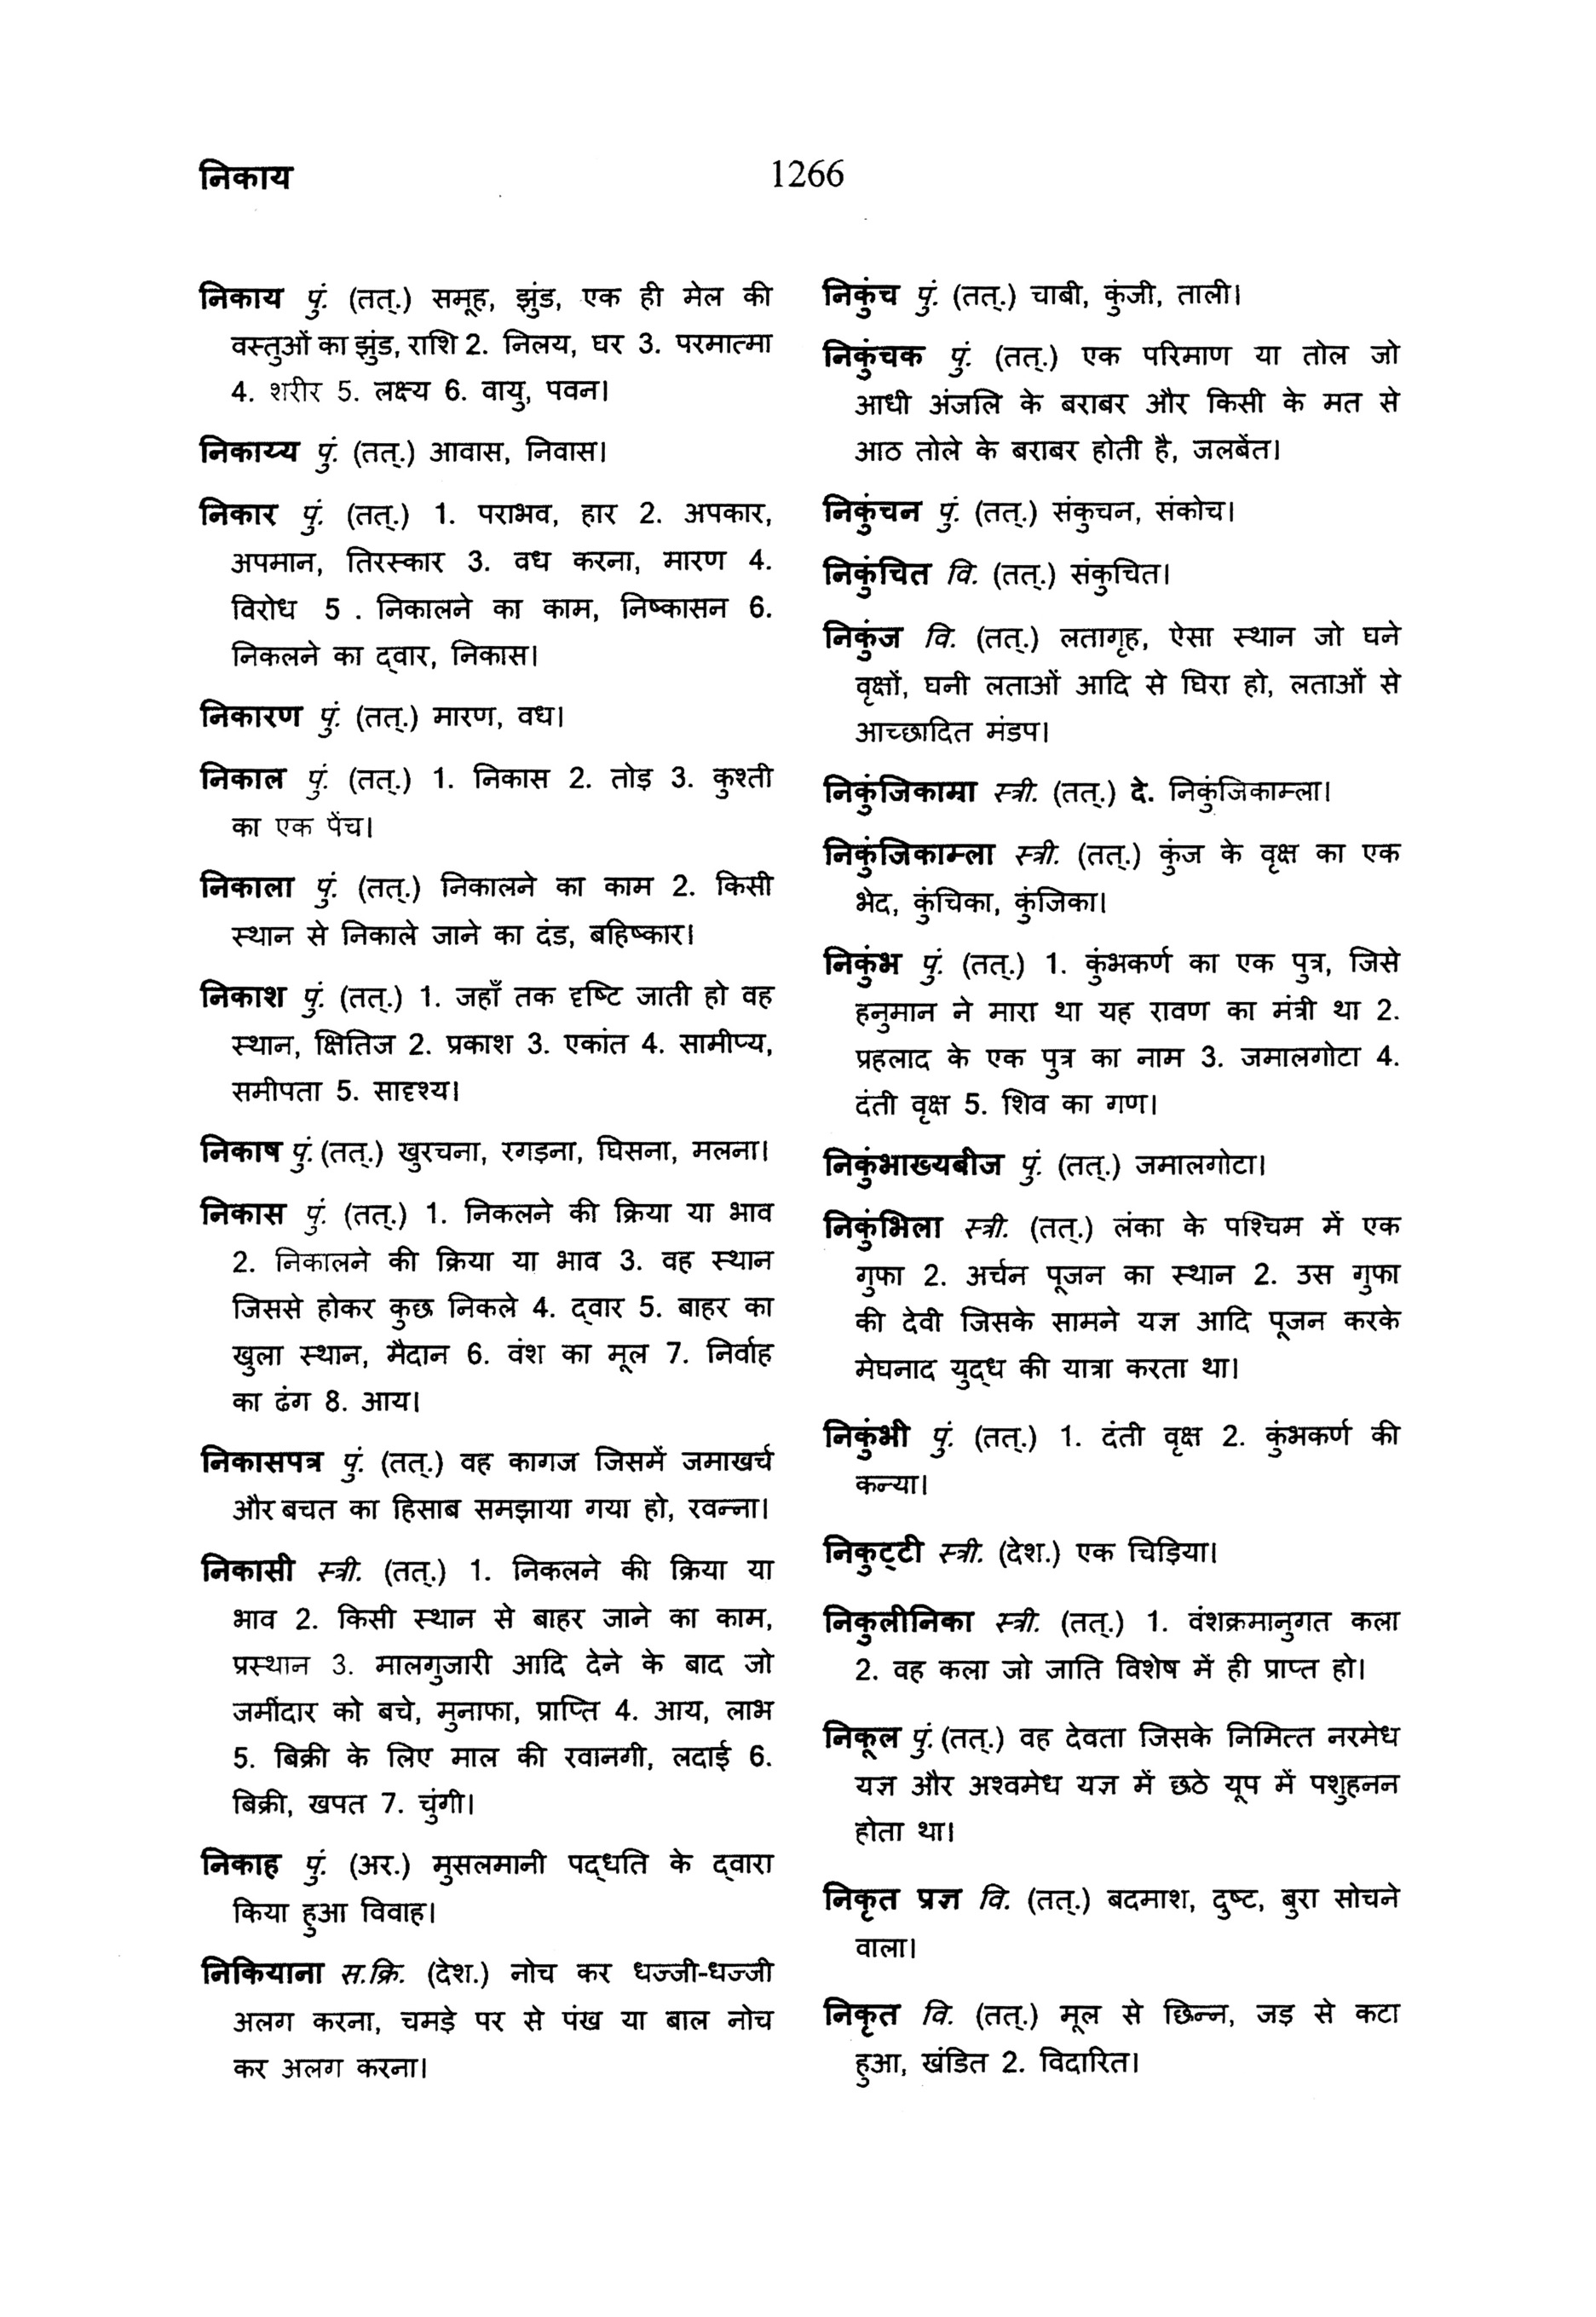 निकाय
1266
निकाय पुं. (तत्.) समूह, झुंड, एक ही मेल की
वस्तुओं का झुंड, राशि 2. निलय, घर 3. परमात्मा
4. शरीर 5. लक्ष्य 6. वायु, पवन।
निकाय्य पुं. (तत्.) आवास, निवास।
निकार पुं. (तत्.) 1. पराभव, हार 2. अपकार,
अपमान, तिरस्कार 3. वध करना, मारण 4.
विरोध 5 . निकालने का काम, निष्कासन 6.
निकलने का द्वार, निकास।
निकारण पुं. (तत्.) मारण, वध।
निकाल पुं. (तत्.) 1. निकास 2. तोड़ 3. कुश्ती
का एक पेंच।
निकाला पुं. (तत्.) निकालने का काम 2. किसी
स्थान से निकाले जाने का दंड, बहिष्कार।
निकाश पुं. (तत्.) 1. जहाँ तक दृष्टि जाती हो वह
स्थान, क्षितिज 2. प्रकाश 3. एकांत 4. सामीप्य,
समीपता 5. सादृश्य।
निकाष पुं. (तत्.) खुरचना, रगड़ना, घिसना, मलना।
निकास पुं. (तत्.) 1. निकलने की क्रिया या भाव
2. निकालने की क्रिया या भाव 3. वह स्थान
जिससे होकर कुछ निकले 4. द्वार 5. बाहर का
खुला स्थान, मैदान 6. वंश का मूल 7. निर्वाह
का ढंग 8. आय।
निकासपत्र पुं. (तत्.) वह कागज जिसमें जमाखर्च
और बचत का हिसाब समझाया गया हो, रवन्ना।
निकासी स्त्री. (तत्.) 1. निकलने की क्रिया या
भाव 2. किसी स्थान से बाहर जाने का काम,
प्रस्थान 3. मालगुजारी आदि देने के बाद जो
जमींदार को बचे, मुनाफा, प्राप्ति 4. आय, लाभ
5. बिक्री के लिए माल की रवानगी, लदाई 6.
बिक्री, खपत 7. चुंगी।
निकाह पुं. (अर.) मुसलमानी पद्धति के द्वारा
किया हुआ विवाह।
निकियाना स.क्रि. (देश.) नोच कर धज्जी-धज्जी
अलग करना, चमड़े पर से पंख या बाल नोच
कर अलग करना।
निकुंच पुं. (तत्.) चाबी, कुंजी, ताली।
निकुंचक पुं. (तत्.) एक परिमाण या तोल जो
आधी अंजलि के बराबर और किसी के मत से
आठ तोले के बराबर होती है, जलबेंत।
निकुंचन पुं. (तत्.) संकुचन, संकोच।
निकुंचित वि. (तत्.) संकुचित।
निकुंज वि. (तत्.) लतागृह, ऐसा स्थान जो घने
वृक्षों, घनी लताओं आदि से घिरा हो, लताओं से
आच्छादित मंडप।
निकुंजिकाम्रा स्त्री. (तत्.) दे. निकुंजिकाम्ला।
निकुंजिकाम्ला स्त्री. (तत्.) कुंज के वृक्ष का एक
भेद, कुंचिका, कुंजिका।
निकुंभ पुं. (तत्.) 1. कुंभकर्ण का एक पुत्र, जिसे
हनुमान ने मारा था यह रावण का मंत्री था 2.
प्रहलाद के एक पुत्र का नाम 3. जमालगोटा 4.
दंती वृक्ष 5. शिव का गण।
निकुंभाख्यबीज पुं. (तत्.) जमालगोटा।
निकुंभिला स्त्री. (तत्.) लंका के पश्चिम में एक
गुफा 2. अर्चन पूजन का स्थान 2. उस गुफा
की देवी जिसके सामने यज्ञ आदि पूजन करके
मेघनाद युद्ध की यात्रा करता था।
निकुंभी पुं. (तत्.) 1. दंती वृक्ष 2. कुंभकर्ण की
कन्या।
निकुट्टी स्त्री. (देश.) एक चिड़िया।
निकुलीनिका स्त्री. (तत्.) 1. वंशक्रमानुगत कला
2. वह कला जो जाति विशेष में ही प्राप्त हो।
निकूल पुं. (तत्.) वह देवता जिसके निमित्त नरमेध
यज्ञ और अश्वमेध यज्ञ में छठे यूप में पशुहनन
होता था।
निकृत प्रज्ञ वि. (तत्.) बदमाश, दुष्ट, बुरा सोचने
वाला।
निकृत वि. (तत्.) मूल से छिन्न, जड़ से कटा
हुआ, खंडित 2. विदारित।